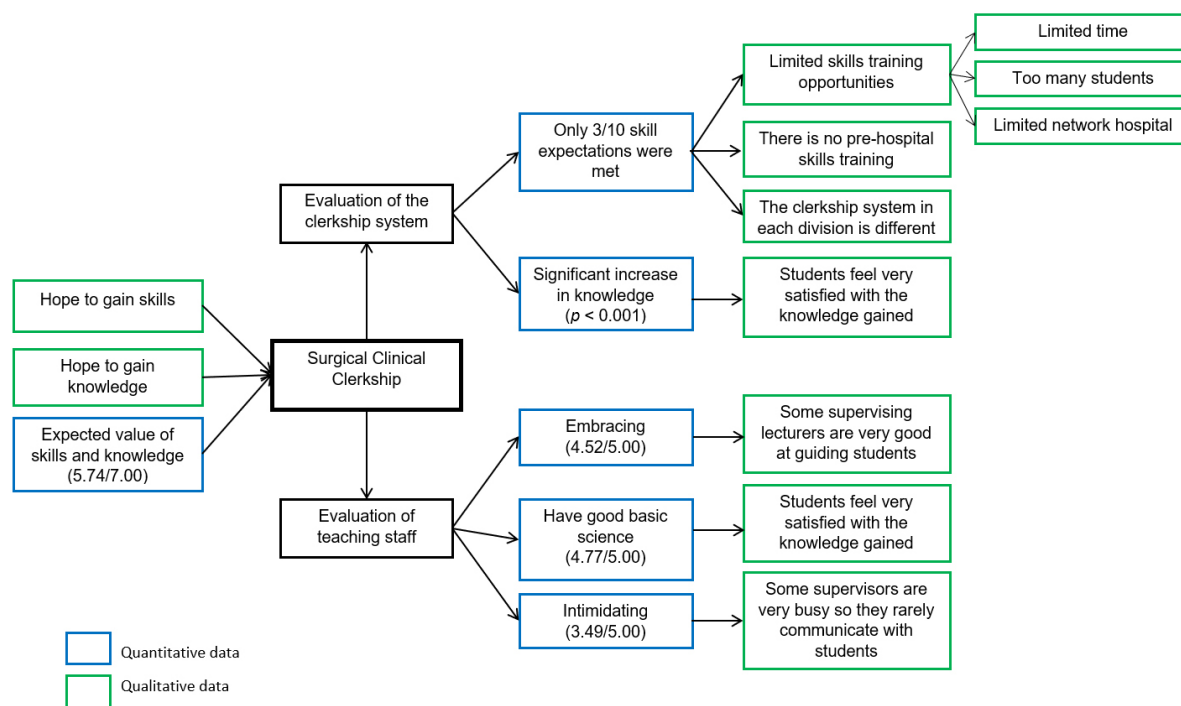 Hope to gain skills
Hope to gain
knowledge
Expected value of
skills and knowledge
(5.74/7.00)
Surgical Clinical
Clerkship
Evaluation of the
clerkship system
Only 3/10 skill
expectations were
met
Limited skills training
opportunities
Limited time
Too many students
Limited network hospital
There is no pre-hospital
skills training
The clerkship system in
each division is different
Significant increase
in knowledge
(p < 0.001)
Students feel very
satisfied with the
knowledge gained
Evaluation of
teaching staff
Embracing
(4.52/5.00)
Some supervising
lecturers are very good
at guiding students
Have good basic
science
(4.77/5.00)
Students feel very
satisfied with the
knowledge gained
Intimidating
(3.49/5.00)
Some supervisors are
very busy so they rarely
communicate with
students
Quantitative data
Qualitative data